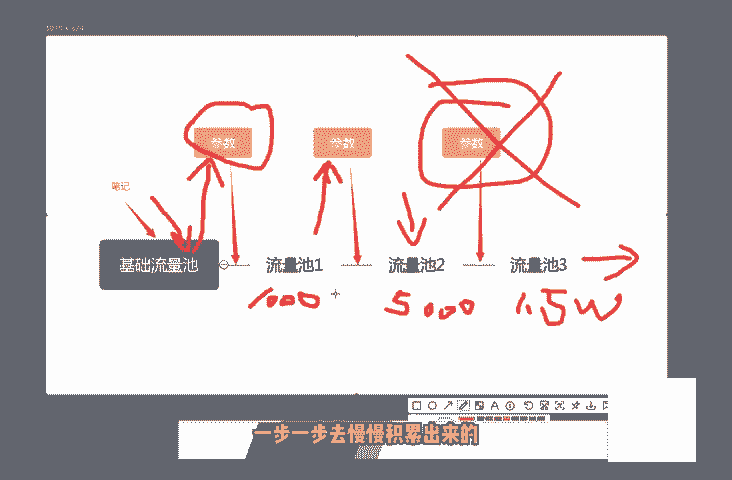 参数 参数 参数
笔记
基础流量池 流量池1 流量池2 流量池3
1000 5000 1.5W
一步一步去慢慢积累出来的